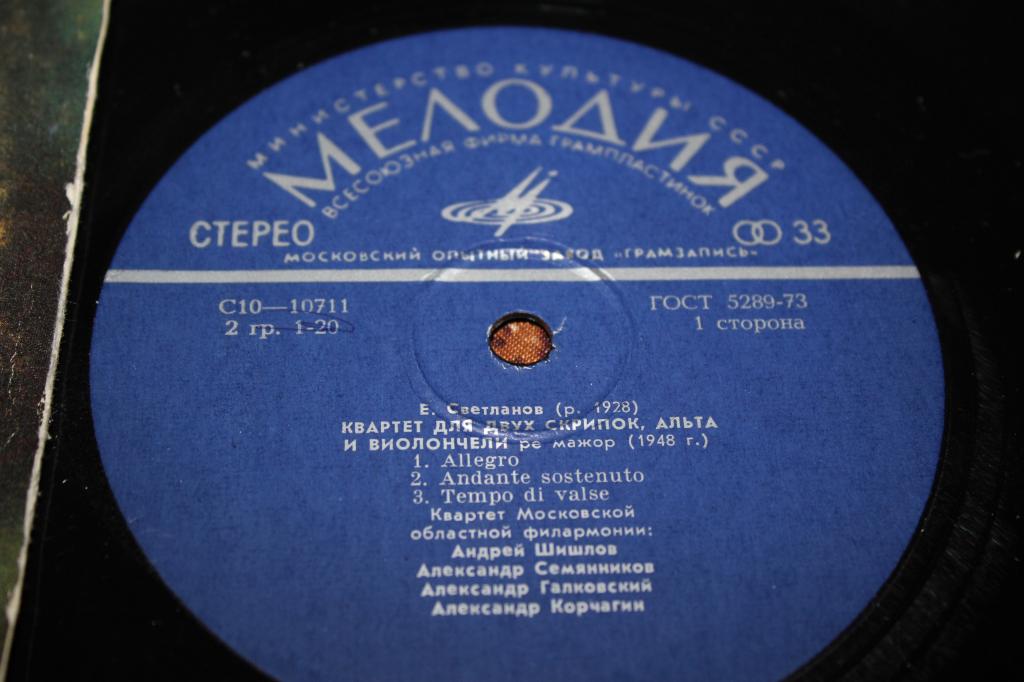 МИНИСТЕРСТВО КУЛЬТУРЫ СССР
МЕЛОДИЯ
ВСЕСОЮЗНАЯ ФИРМА ГРАМПЛАСТИНОК
СТЕРЕО 33
МОСКОВСКИЙ ОПЫТНЫЙ ЗАВОД «ГРАМЗАПИСЬ»
С10—10711 ГОСТ 5289-73
2 гр. 1-20 1 сторона
Е. Светланов (р. 1928)
КВАРТЕТ ДЛЯ ДВУХ СКРИПОК, АЛЬТА
И ВИОЛОНЧЕЛИ ре мажор (1948 г.)
1. Allegro
2. Andante sostenuto
3. Tempo di valse
Квартет Московской
областной филармонии:
Андрей Шишлов
Александр Семянников
Александр Галковский
Александр Корчагин